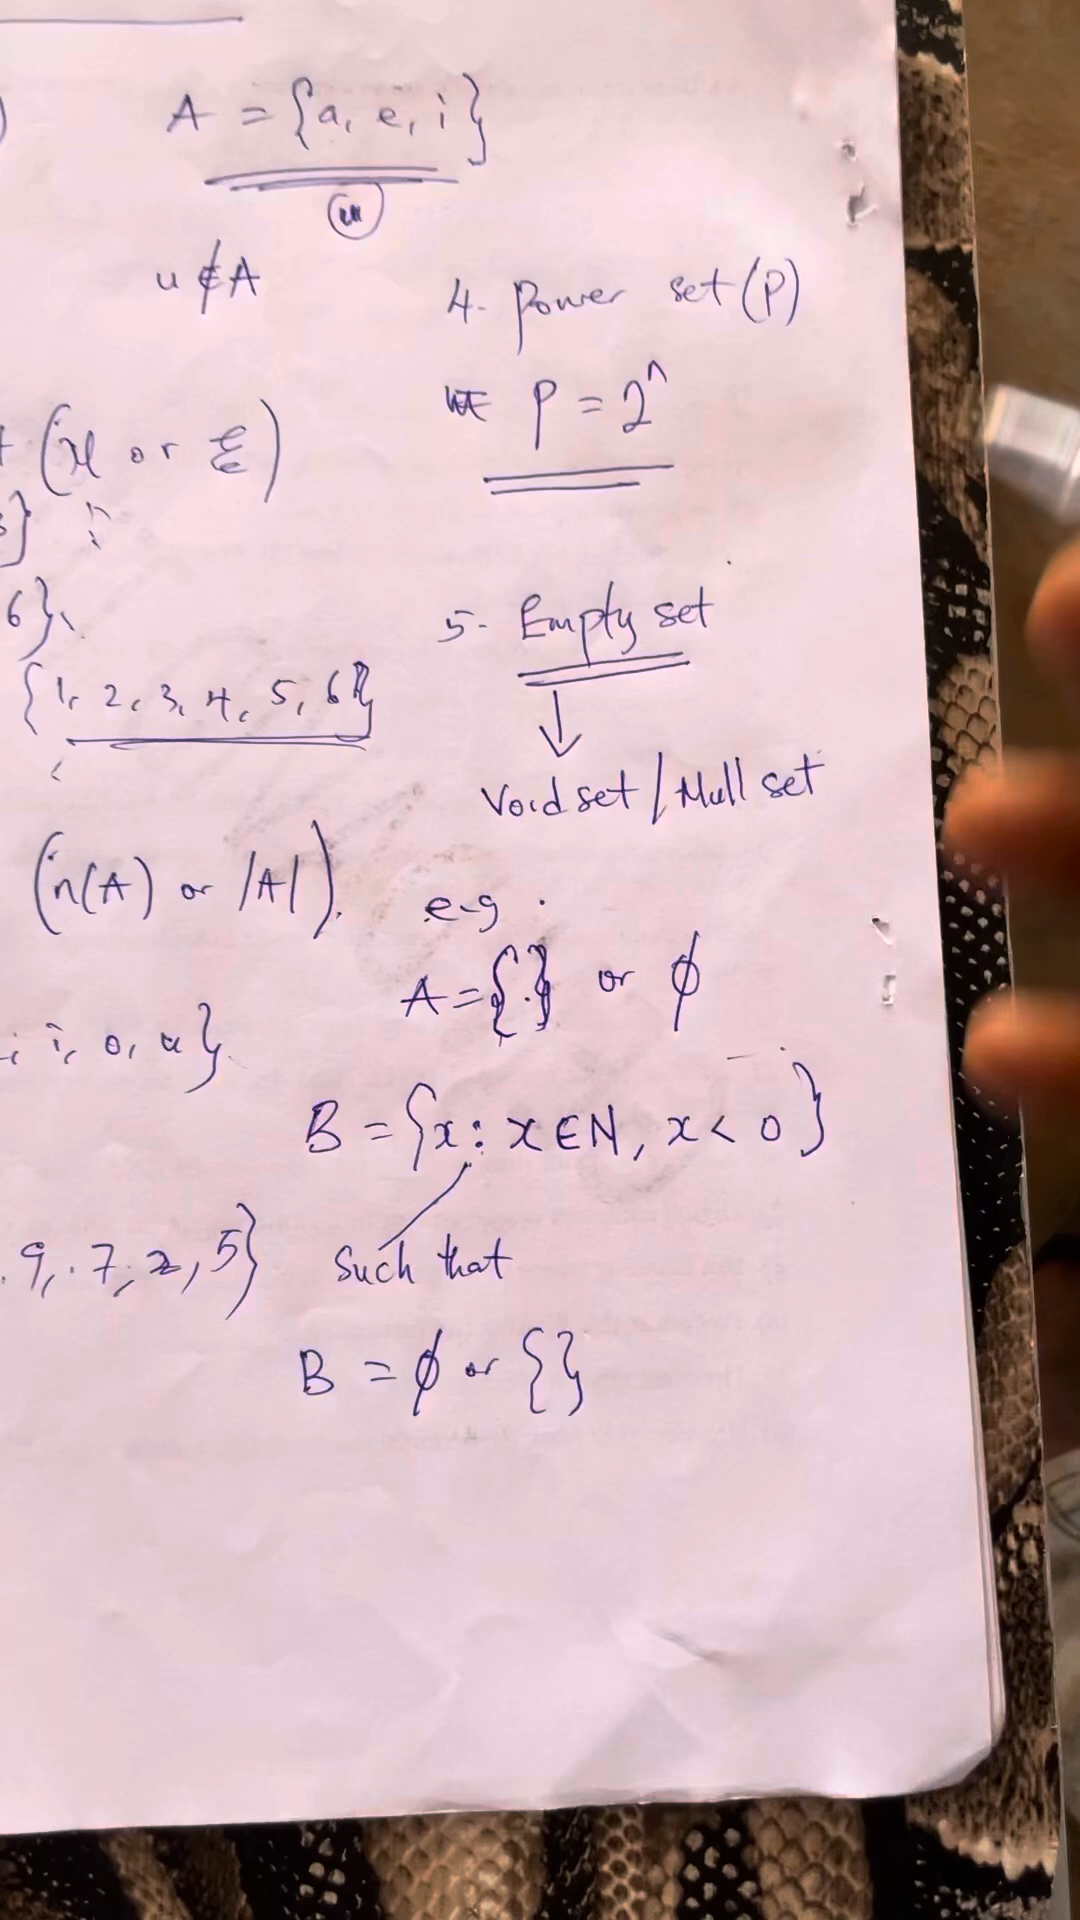 A = {a, e, i}
u ∉ A
4. Power set (P)
P = 2ⁿ
(μ or ξ)
6}
5- Empty set
{1, 2, 3, 4, 5, 6}
Void set / Null set
(n(A) or |A|).
e.g.
A = {.} or ϕ
i, o, u}
B = {x : x ∈ N, x < 0}
9, 7, 2, 5}
Such that
B = ϕ or {}